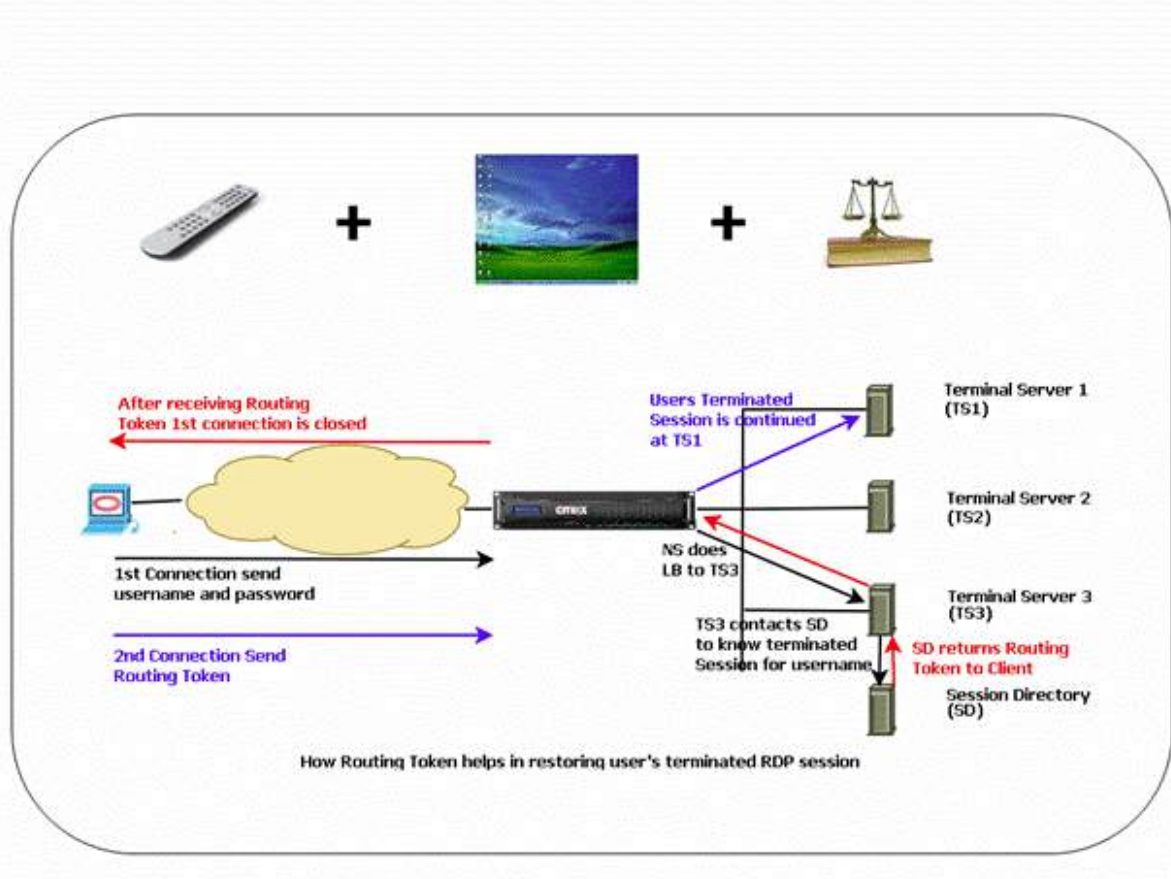 +
+
After receiving Routing
Token 1st connection is closed
Users Terminated
Session is continued
at TS1
Terminal Server 1
(TS1)
CITRIX
Terminal Server 2
(TS2)
NS does
LB to TS3
1st Connection send
username and password
Terminal Server 3
(TS3)
TS3 contacts SD
to know terminated
Session for username
SD returns Routing
Token to Client
2nd Connection Send
Routing Token
Session Directory
(SD)
How Routing Token helps in restoring user's terminated RDP session